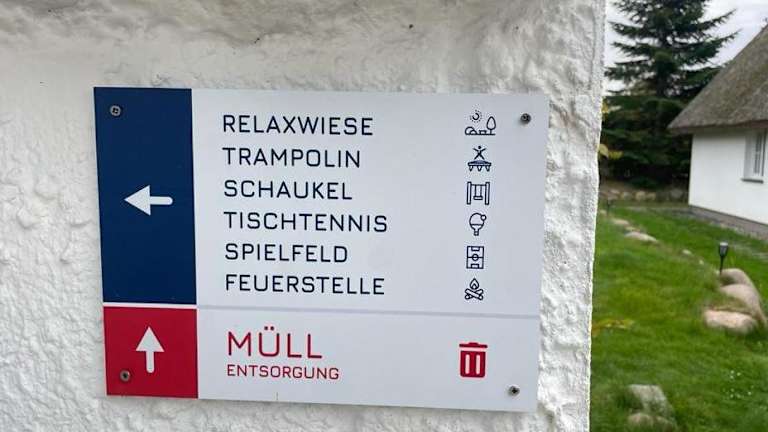 RELAXWIESE
TRAMPOLIN
SCHAUKEL
TISCHTENNIS
SPIELFELD
FEUERSTELLE
MÜLL
ENTSORGUNG